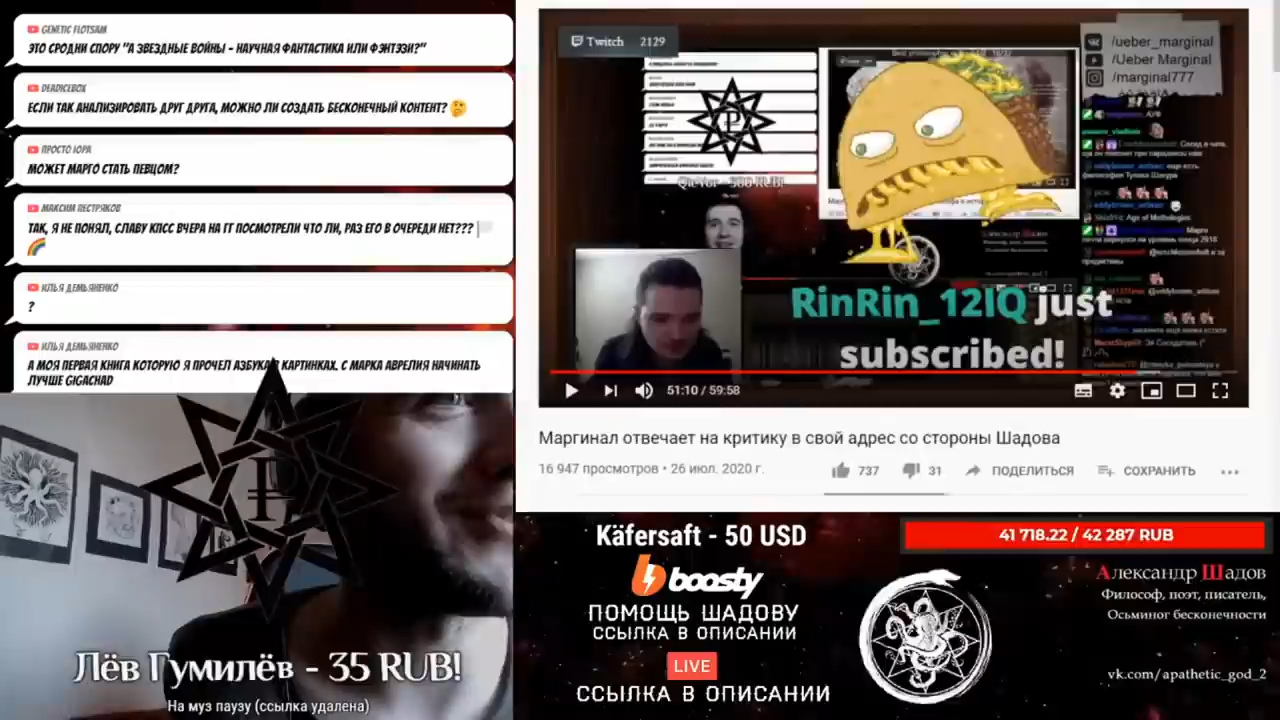 GENETIC FLOTSAM
ЭТО СРОДНИ СПОРУ "А ЗВЕЗДНЫЕ ВОЙНЫ - НАУЧНАЯ ФАНТАСТИКА ИЛИ ФЭНТЭЗИ?"
DEADICEBOX
ЕСЛИ ТАК АНАЛИЗИРОВАТЬ ДРУГ ДРУГА, МОЖНО ЛИ СОЗДАТЬ БЕСКОНЕЧНЫЙ КОНТЕНТ? 🤔
ПРОСТО ЮРА
МОЖЕТ МАРГО СТАТЬ ПЕВЦОМ?
МАКСИМ ПЕСТРЯКОВ
ТАК, Я НЕ ПОНЯЛ, СЛАВУ КПСС ВЧЕРА НА ГГ ПОСМОТРЕЛИ ЧТО ЛИ, РАЗ ЕГО В ОЧЕРЕДИ НЕТ???
ИЛЬЯ ДЕМЬЯНЕНКО
?
ИЛЬЯ ДЕМЬЯНЕНКО
А МОЯ ПЕРВАЯ КНИГА КОТОРУЮ Я ПРОЧЕЛ АЗБУКА В КАРТИНКАХ. С МАРКА АВРЕЛИЯ НАЧИНАТЬ
ЛУЧШЕ GIGACHAD
Лёв Гумилёв - 35 RUB!
На муз паузу (ссылка удалена)
Twitch 2129
/ueber_marginal
/Ueber Marginal
/marginal777
RinRin_12IQ just
subscribed!
51:10 / 59:58
Маргинал отвечает на критику в свой адрес со стороны Шадова
16 947 просмотров • 26 июл. 2020 г.
737
31
ПОДЕЛИТЬСЯ
СОХРАНИТЬ
Käfersaft - 50 USD
boosty
ПОМОЩЬ ШАДОВУ
ССЫЛКА В ОПИСАНИИ
LIVE
ССЫЛКА В ОПИСАНИИ
41 718.22 / 42 287 RUB
Александр Шадов
Философ, поэт, писатель,
Осьминог бесконечности
vk.com/apathetic_god_2